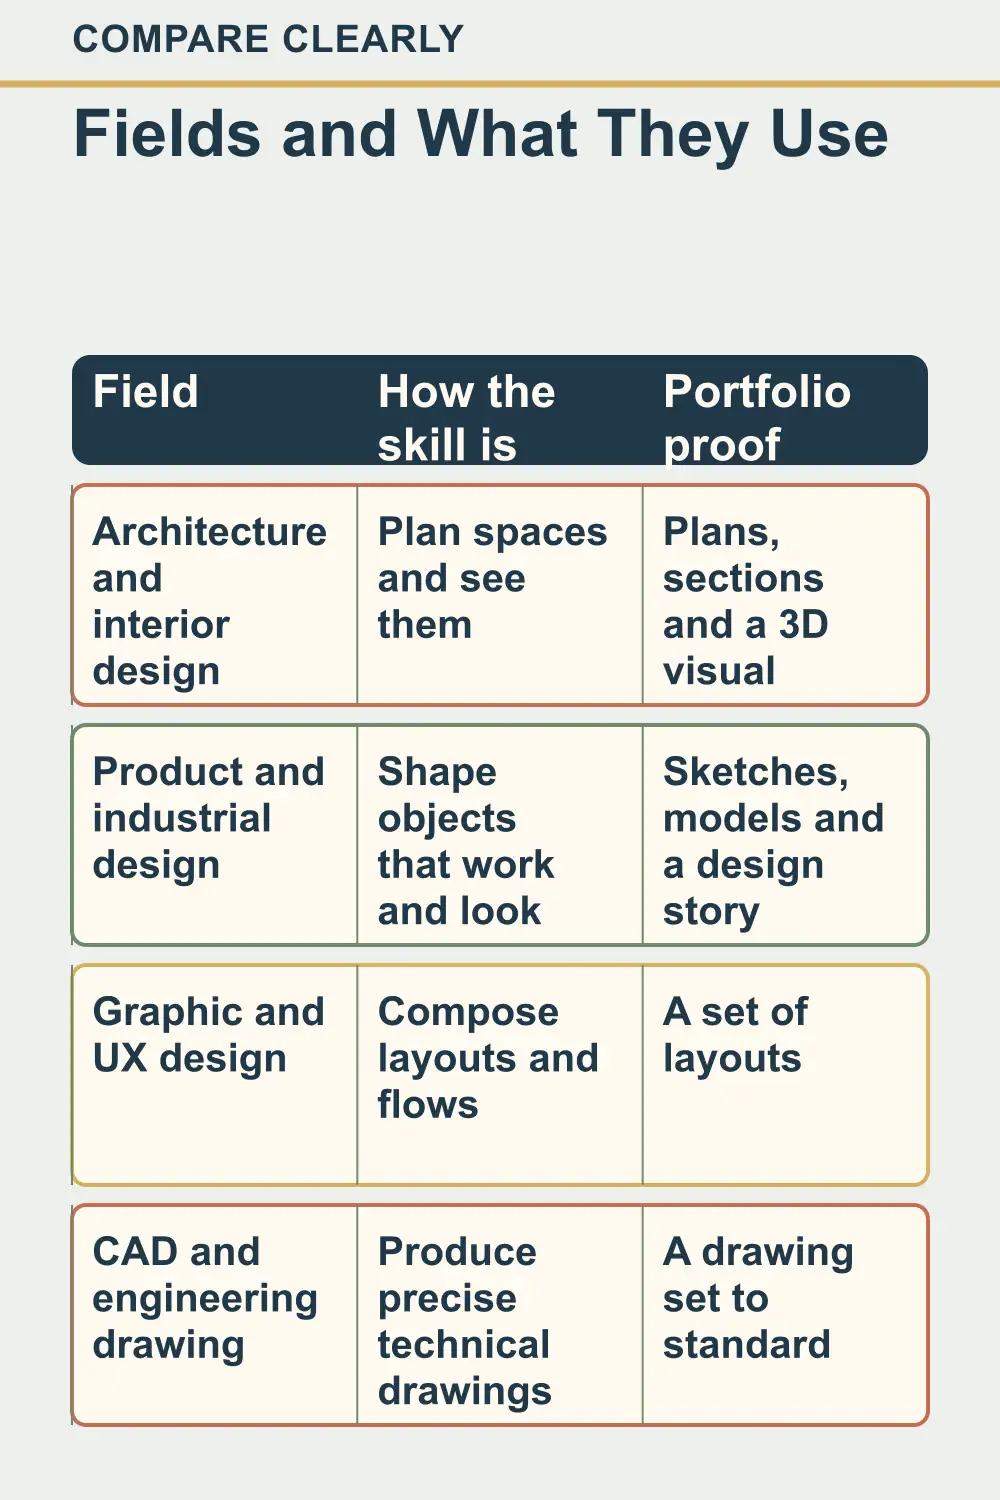 COMPARE CLEARLY
Fields and What They Use
Field
How the
skill is
Portfolio
proof
Architecture
and
interior
design
Plan spaces
and see
them
Plans,
sections
and a 3D
visual
Product and
industrial
design
Shape
objects
that work
and look
Sketches,
models and
a design
story
Graphic and
UX design
Compose
layouts and
flows
A set of
layouts
CAD and
engineering
drawing
Produce
precise
technical
drawings
A drawing
set to
standard